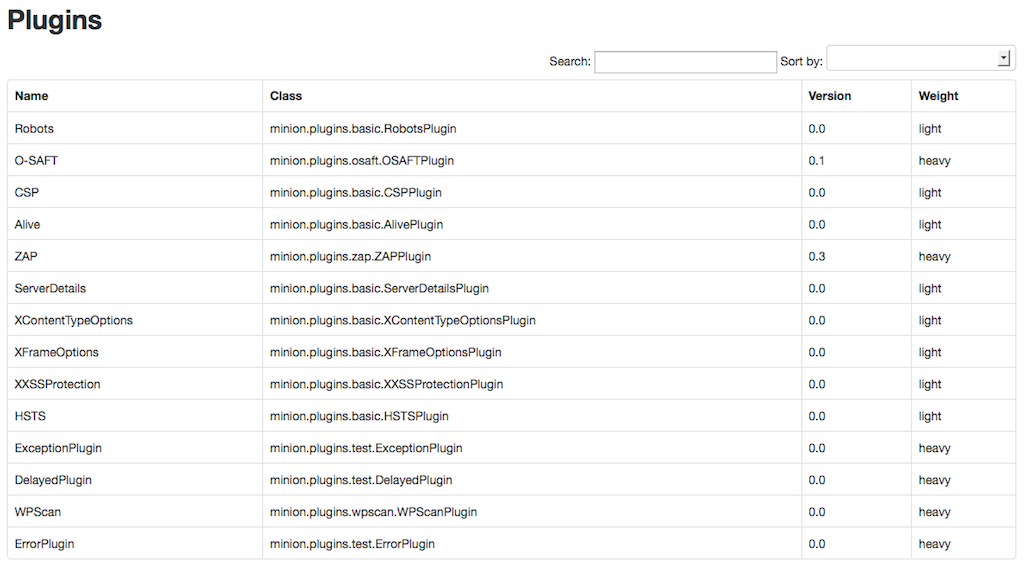 Plugins
Search: Sort by:
Name Class Version Weight
Robots minion.plugins.basic.RobotsPlugin 0.0 light
O-SAFT minion.plugins.osaft.OSAFTPlugin 0.1 heavy
CSP minion.plugins.basic.CSPPlugin 0.0 light
Alive minion.plugins.basic.AlivePlugin 0.0 light
ZAP minion.plugins.zap.ZAPPlugin 0.3 heavy
ServerDetails minion.plugins.basic.ServerDetailsPlugin 0.0 light
XContentTypeOptions minion.plugins.basic.XContentTypeOptionsPlugin 0.0 light
XFrameOptions minion.plugins.basic.XFrameOptionsPlugin 0.0 light
XXSSProtection minion.plugins.basic.XXSSProtectionPlugin 0.0 light
HSTS minion.plugins.basic.HSTSPlugin 0.0 light
ExceptionPlugin minion.plugins.test.ExceptionPlugin 0.0 heavy
DelayedPlugin minion.plugins.test.DelayedPlugin 0.0 heavy
WPScan minion.plugins.wpscan.WPScanPlugin 0.0 heavy
ErrorPlugin minion.plugins.test.ErrorPlugin 0.0 heavy